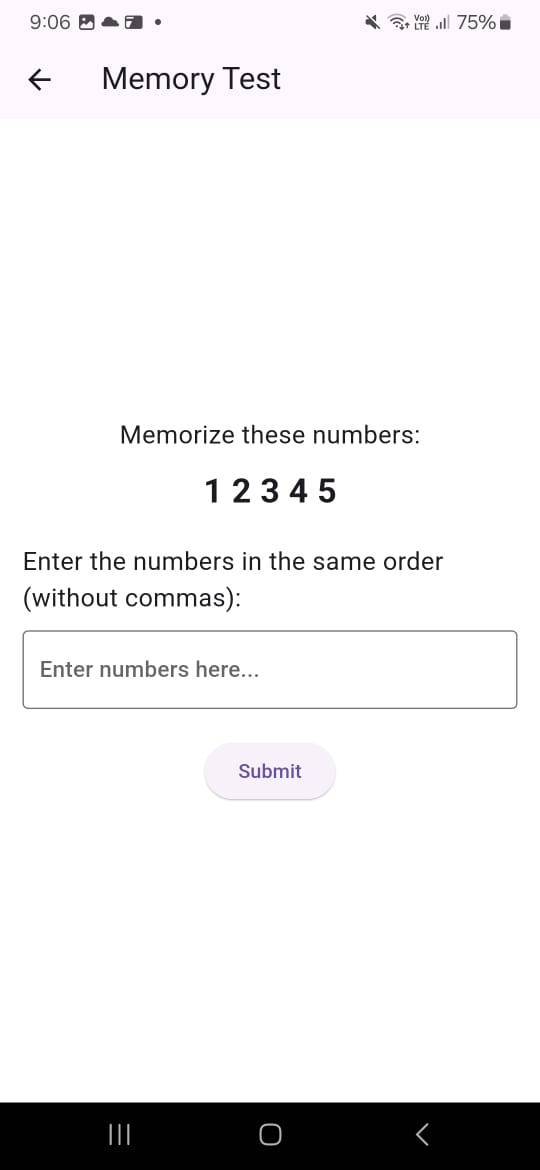 9:06 Vo)) LTE 75%
Memory Test
Memorize these numbers:
1 2 3 4 5
Enter the numbers in the same order
(without commas):
Enter numbers here...
Submit